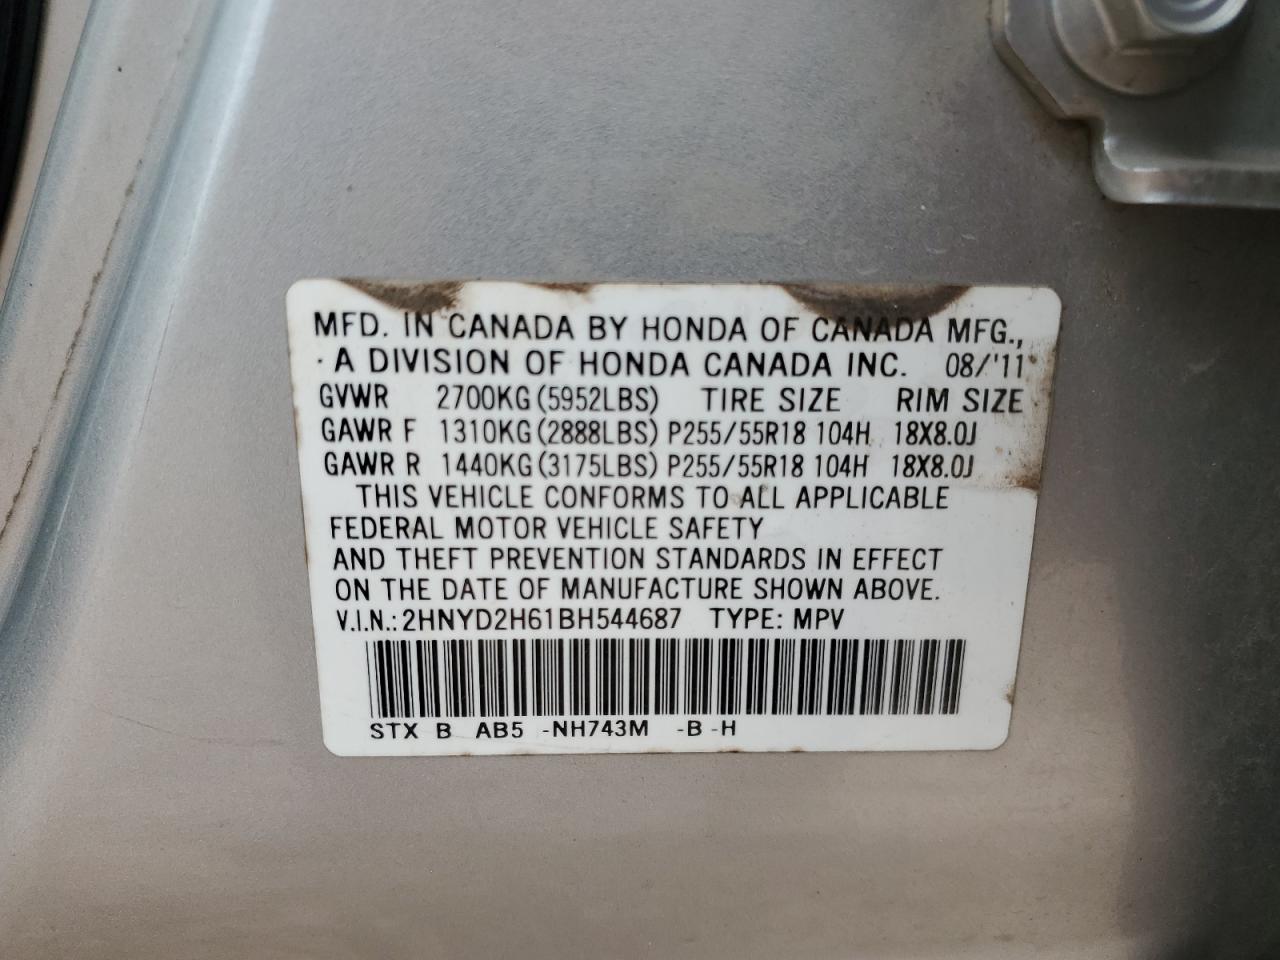 MFD. IN CANADA BY HONDA OF CANADA MFG.,
A DIVISION OF HONDA CANADA INC. 08/'11
GVWR 2700KG (5952LBS) TIRE SIZE RIM SIZE
GAWR F 1310KG (2888LBS) P255/55R18 104H 18X8.0J
GAWR R 1440KG (3175LBS) P255/55R18 104H 18X8.0J
THIS VEHICLE CONFORMS TO ALL APPLICABLE
FEDERAL MOTOR VEHICLE SAFETY
AND THEFT PREVENTION STANDARDS IN EFFECT
ON THE DATE OF MANUFACTURE SHOWN ABOVE.
V.I.N.: 2HNYD2H61BH544687 TYPE: MPV
STX B AB5 -NH743M -B -H